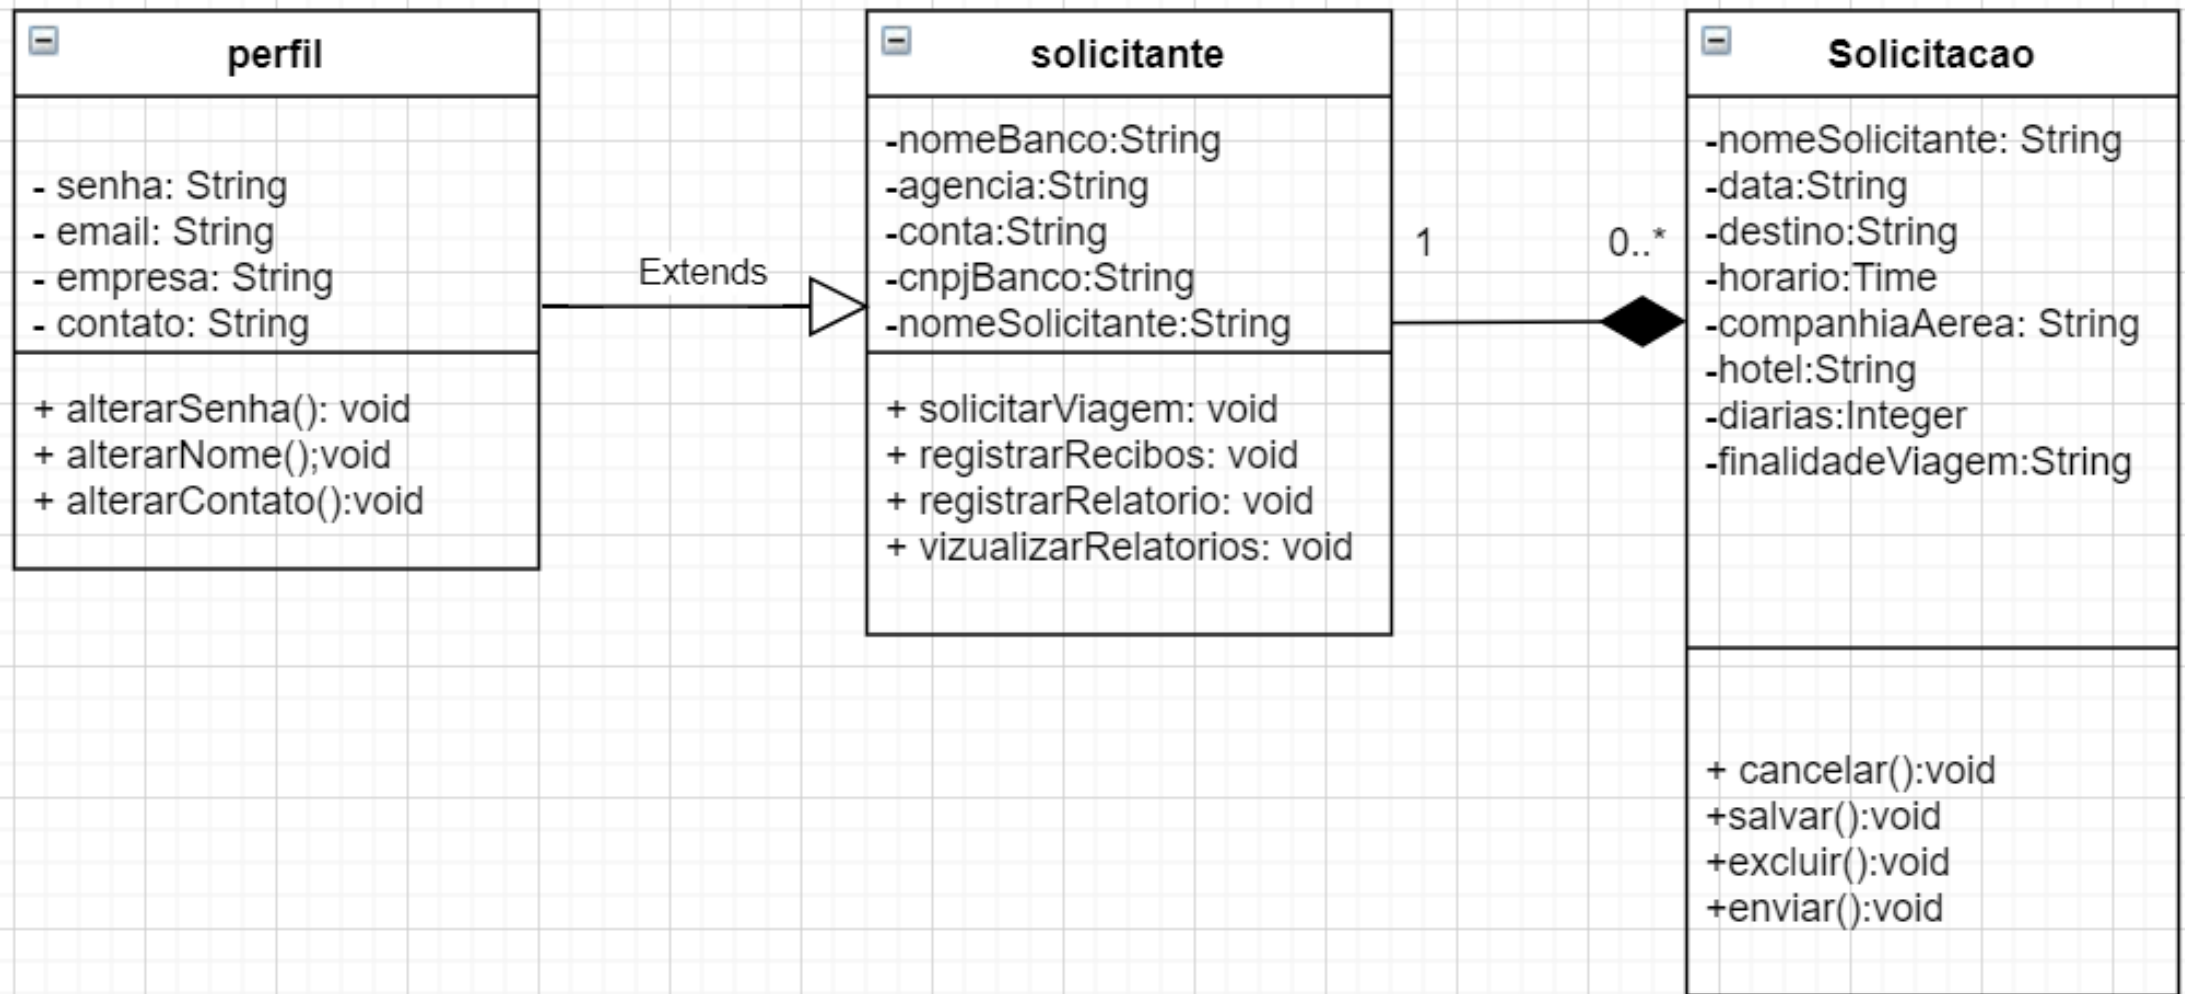 perfil
- senha: String
- email: String
- empresa: String
- contato: String
+ alterarSenha(): void
+ alterarNome();void
+ alterarContato():void
Extends
solicitante
-nomeBanco:String
-agencia:String
-conta:String
-cnpjBanco:String
-nomeSolicitante:String
+ solicitarViagem: void
+ registrarRecibos: void
+ registrarRelatorio: void
+ vizualizarRelatorios: void
1
0..*
Solicitacao
-nomeSolicitante: String
-data:String
-destino:String
-horario:Time
-companhiaAerea: String
-hotel:String
-diarias:Integer
-finalidadeViagem:String
+ cancelar():void
+salvar():void
+excluir():void
+enviar():void